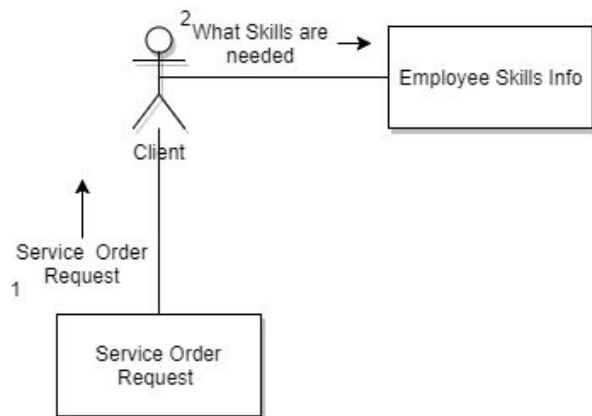 2
What Skills are
needed
Employee Skills Info
Client
Service Order
Request
1
Service Order
Request